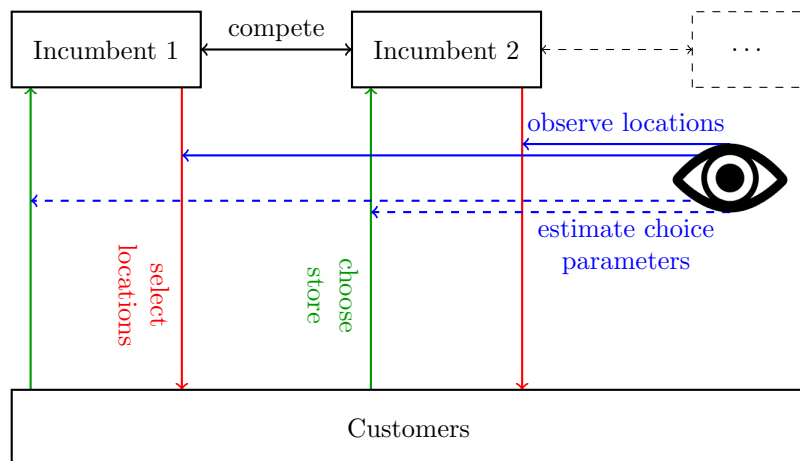 Incumbent 1
compete
Incumbent 2
...
observe locations
estimate choice
parameters
select
locations
choose
store
Customers